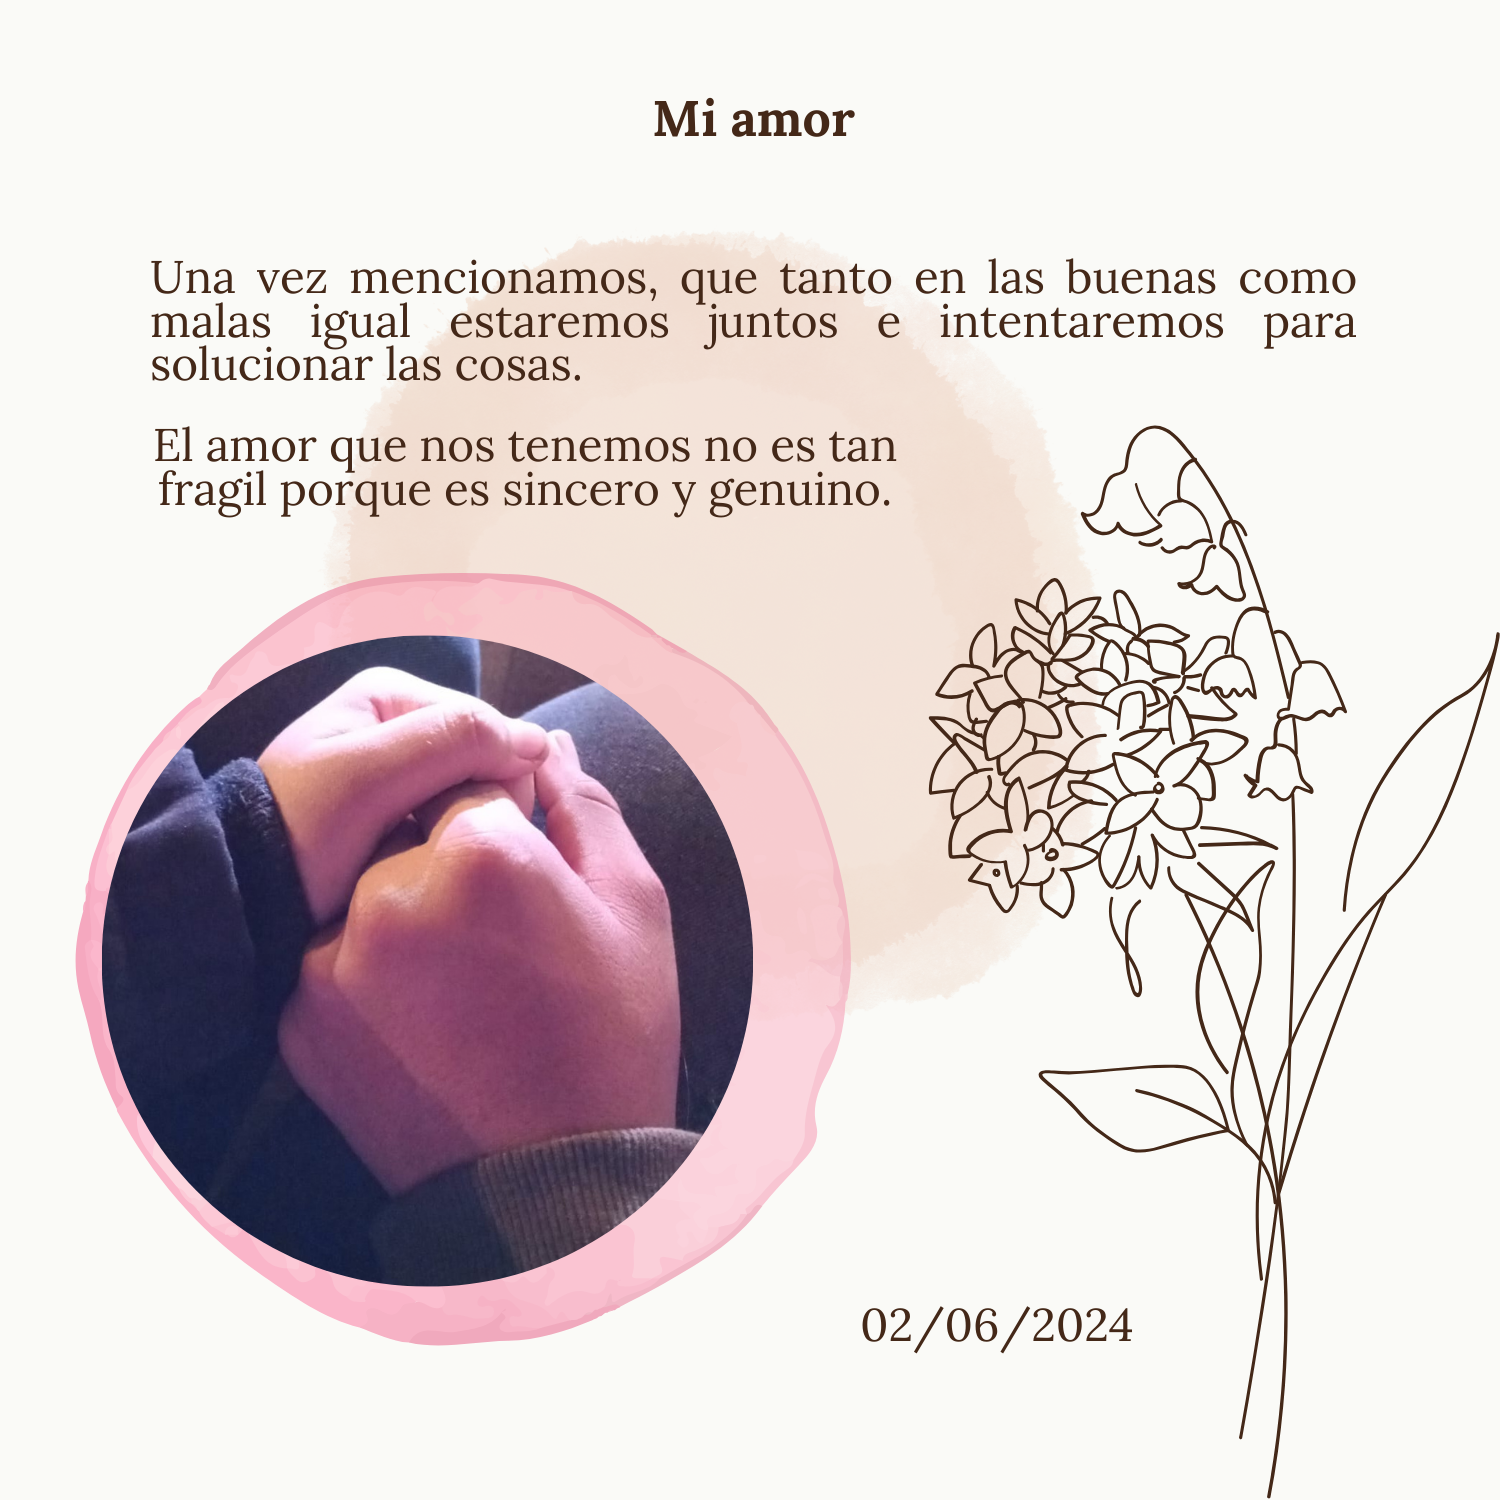 Mi amor
Una vez mencionamos, que tanto en las buenas como
malas igual estaremos juntos e intentaremos para
solucionar las cosas.
El amor que nos tenemos no es tan
fragil porque es sincero y genuino.
02/06/2024